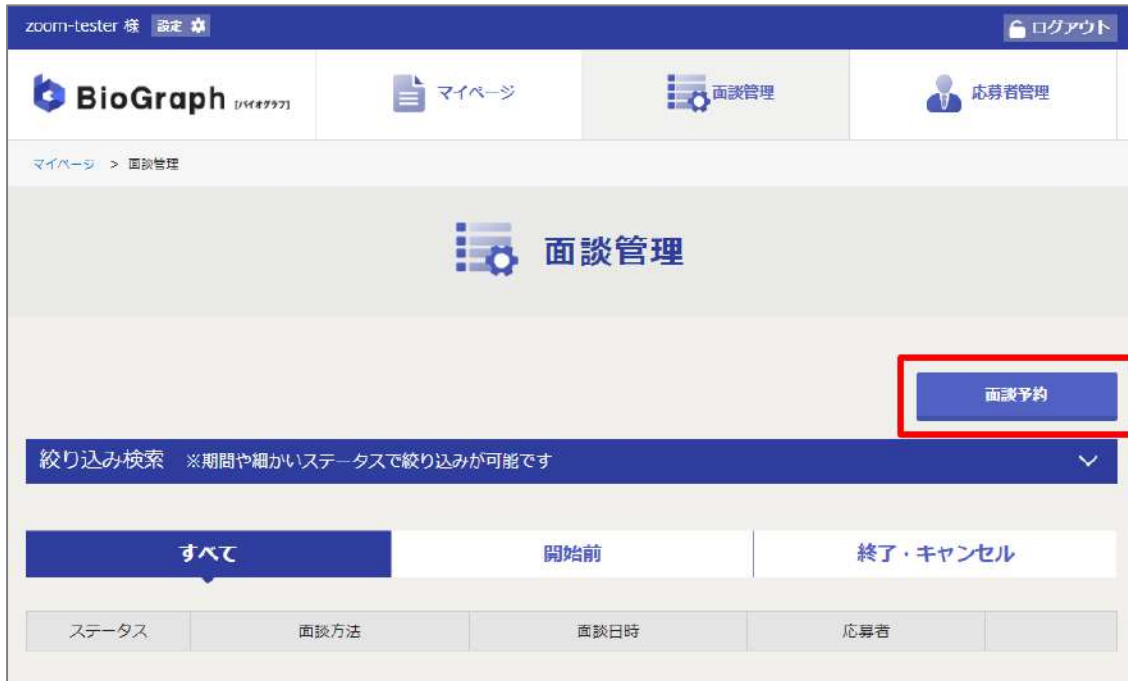 zoom-tester 様 設定 ログアウト
BioGraph [バイオグラフ] マイページ 面談管理 応募者管理
マイページ > 面談管理
面談管理
面談予約
絞り込み検索 ※期間や細かいステータスで絞り込みが可能です
すべて 開始前 終了・キャンセル
ステータス 面談方法 面談日時 応募者